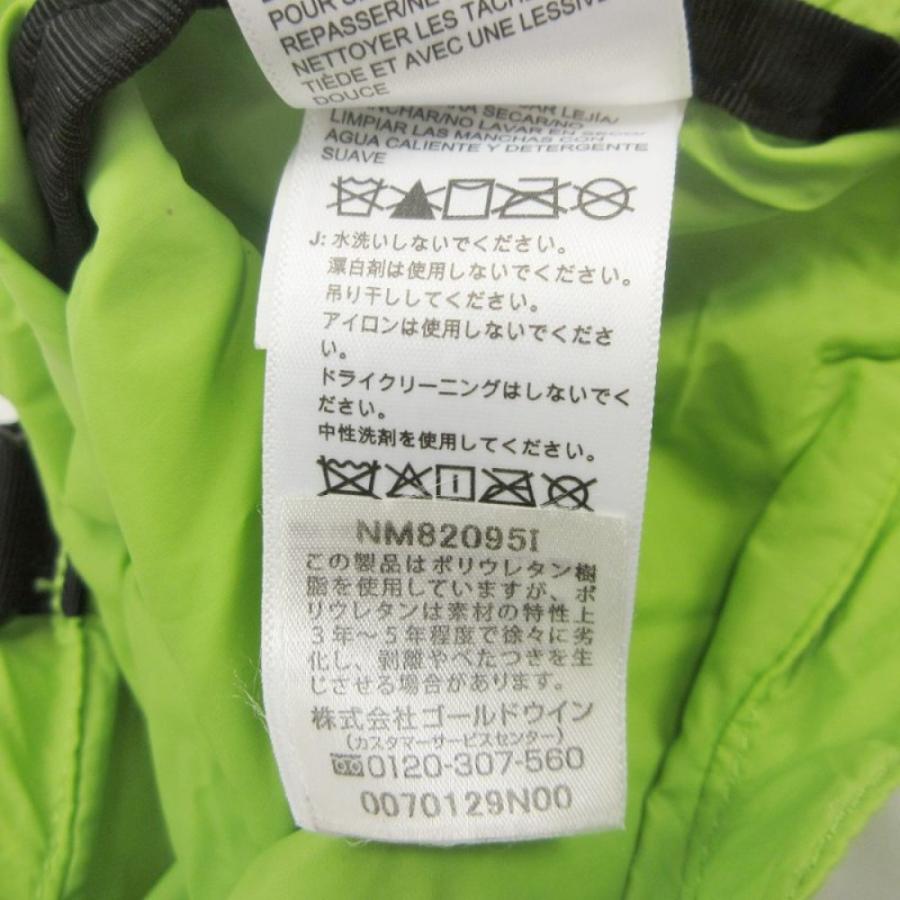 POUR S
REPASSER/NE
NETTOYER LES TACHE
TIÈDE ET AVEC UNE LESSIVE
DOUCE
AR LEJÍA/
ANCHAR/NO LAVAR EN SECO/
LIMPIAR LAS MANCHAS CON
AGUA CALIENTE Y DETERGENTE
SUAVE
J: 水洗いしないでください。
漂白剤は使用しないでください。
吊り干ししてください。
アイロンは使用しないでくださ
い。
ドライクリーニングはしないでく
ださい。
中性洗剤を使用してください。
NM82095I
この製品はポリウレタン樹
脂を使用していますが、ポ
リウレタンは素材の特性上
3年～5年程度で徐々に劣
化し、剥離やべたつきを生
じさせる場合があります。
株式会社ゴールドウイン
(カスタマーサービスセンター)
0120-307-560
0070129N00